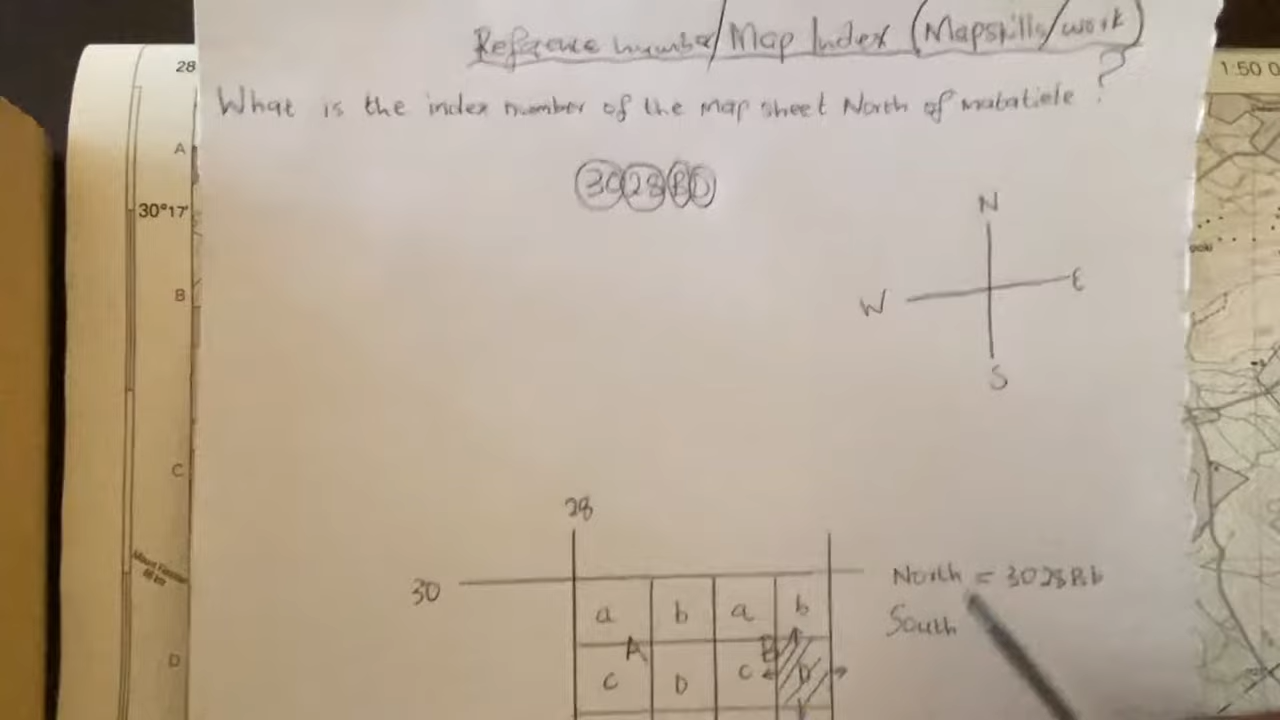 Reference number/Map Index (Mapskills/work)
What is the index number of the map sheet North of matatiele ?
3028BD
28
A
30°17'
B
C
D
1:50 0
N
W E
S
28
30
a b a b
A B
C D C D
North = 3028Bb
South